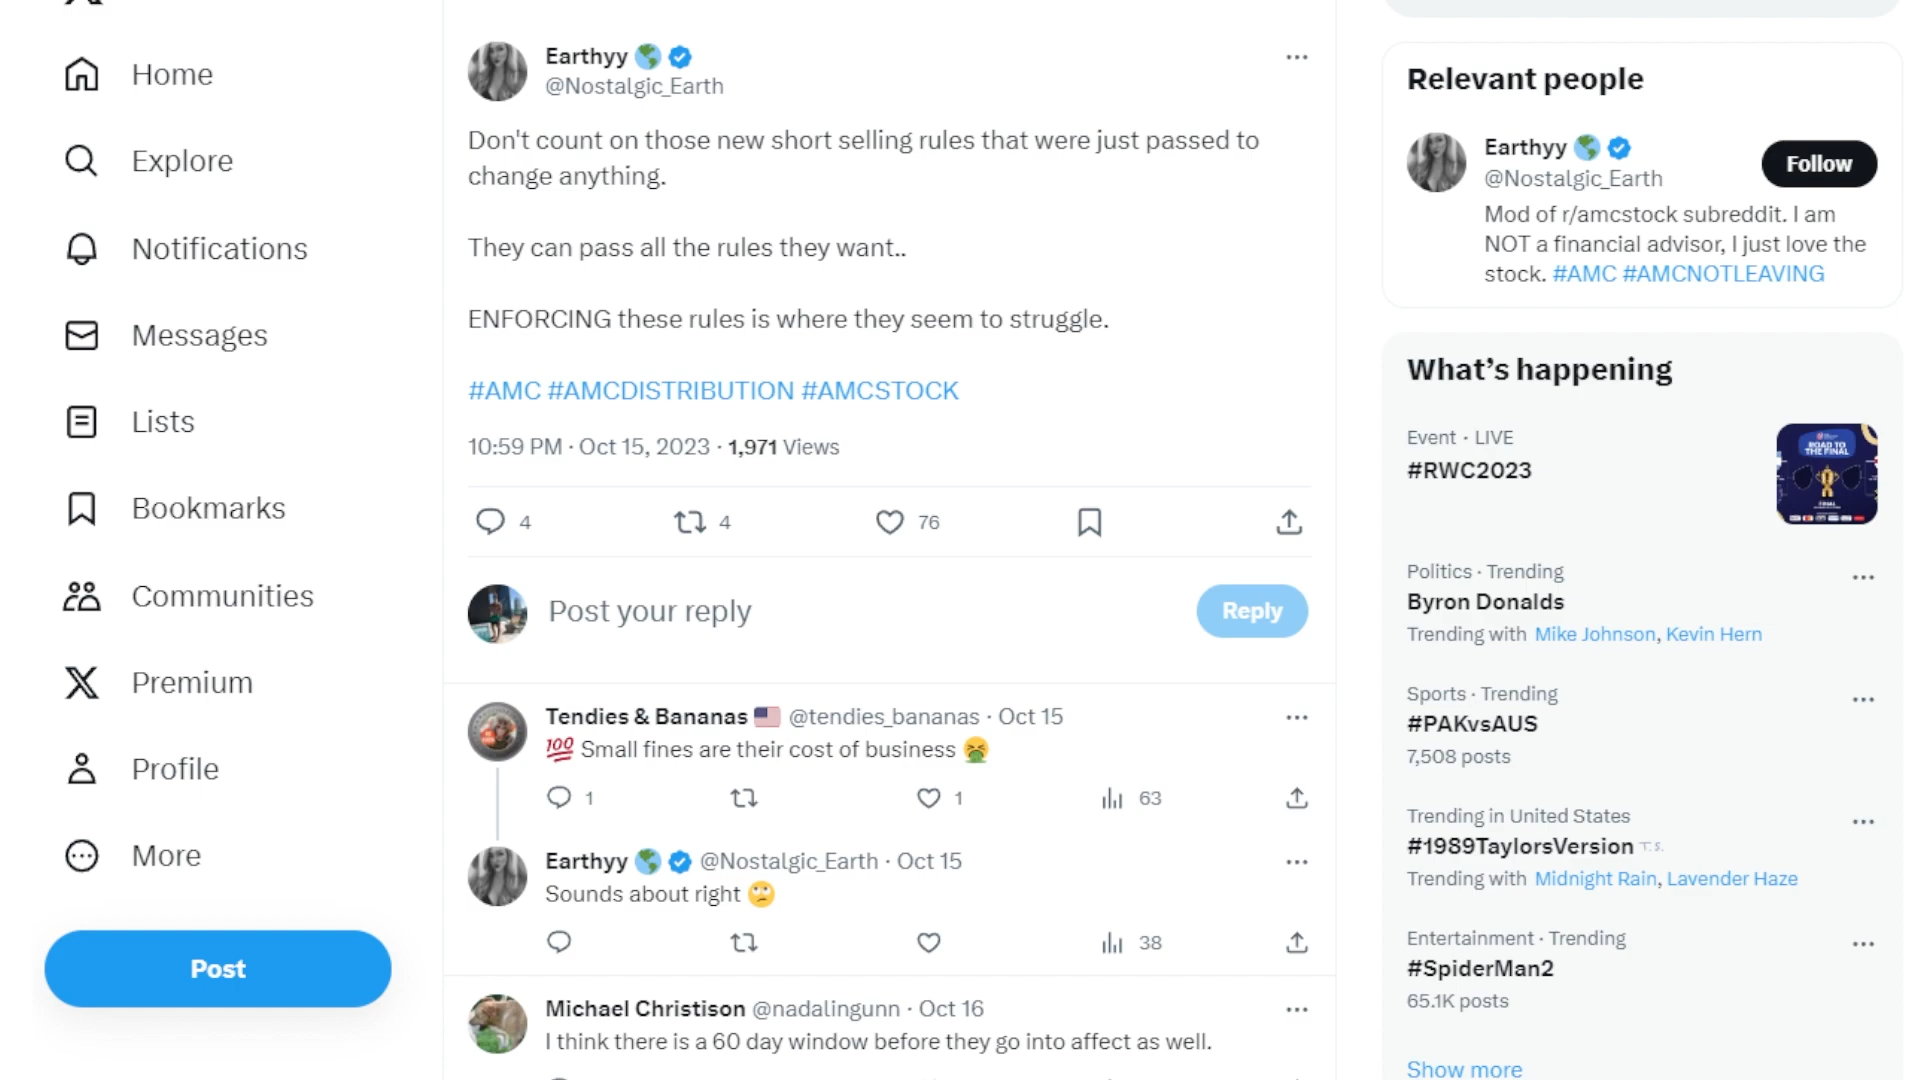 Home
Explore
Notifications
Messages
Lists
Bookmarks
Communities
Premium
Profile
More
Post
Earthyy
@Nostalgic_Earth
Don't count on those new short selling rules that were just passed to
change anything.
They can pass all the rules they want..
ENFORCING these rules is where they seem to struggle.
#AMC #AMCDISTRIBUTION #AMCSTOCK
10:59 PM · Oct 15, 2023 · 1,971 Views
4 4 76
Post your reply Reply
Tendies & Bananas 🇺🇸 @tendies_bananas · Oct 15
💯 Small fines are their cost of business 🤮
1 1 63
Earthyy 🌎 @Nostalgic_Earth · Oct 15
Sounds about right 🙄
38
Michael Christison @nadalingunn · Oct 16
I think there is a 60 day window before they go into affect as well.
Relevant people
Earthyy
@Nostalgic_Earth
Follow
Mod of r/amcstock subreddit. I am
NOT a financial advisor, I just love the
stock. #AMC #AMCNOTLEAVING
What's happening
Event · LIVE
#RWC2023
ROAD TO
THE FINAL
Politics · Trending
Byron Donalds
Trending with Mike Johnson, Kevin Hern
Sports · Trending
#PAKvsAUS
7,508 posts
Trending in United States
#1989TaylorsVersion T.S.
Trending with Midnight Rain, Lavender Haze
Entertainment · Trending
#SpiderMan2
65.1K posts
Show more